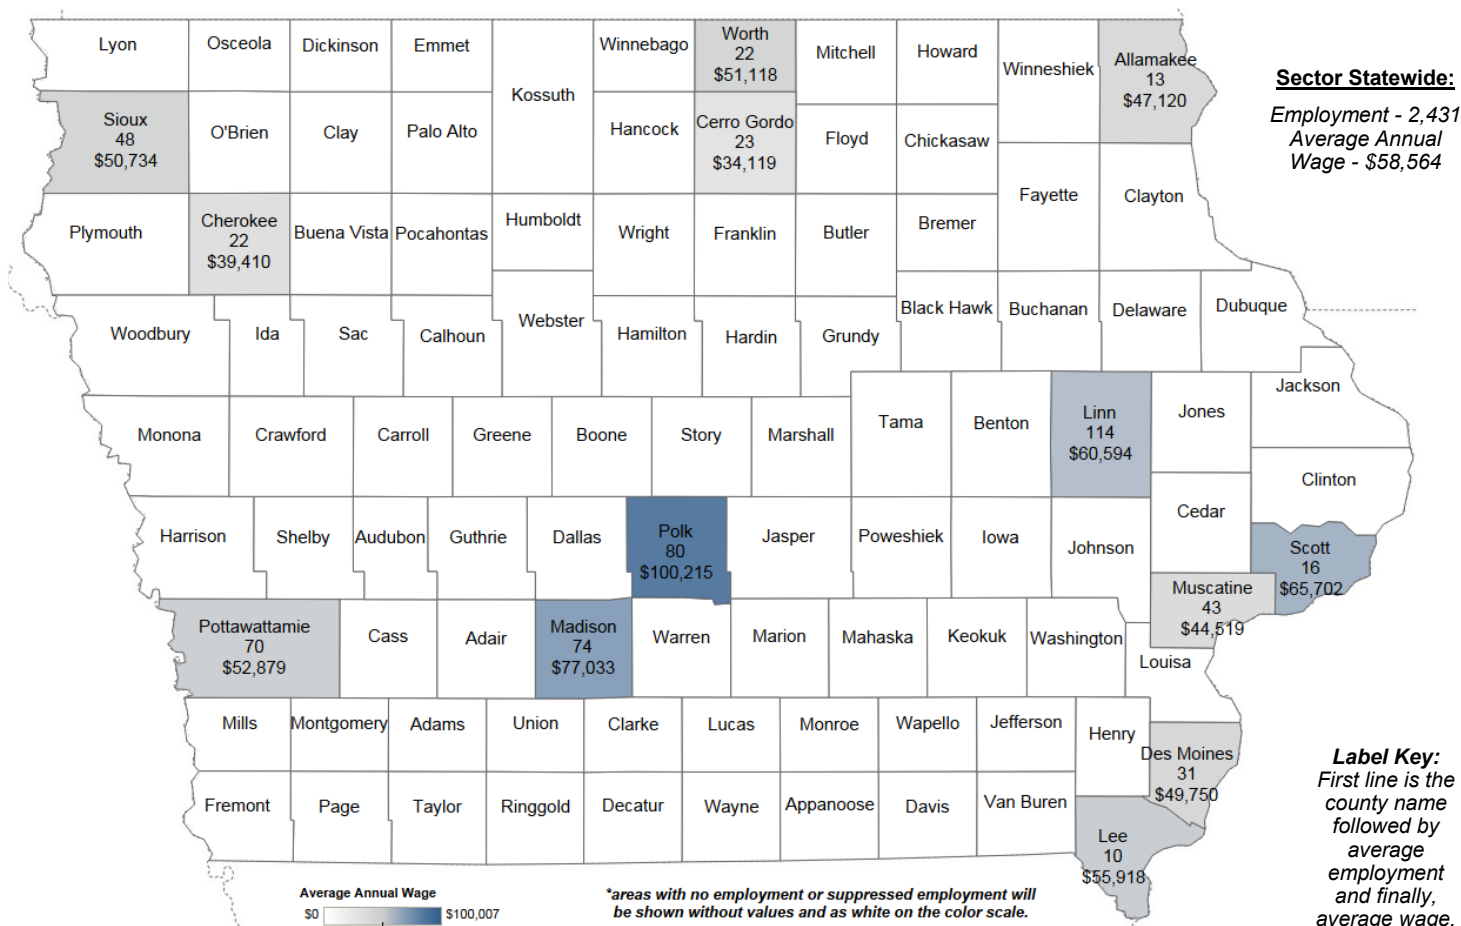 Lyon
Osceola
Dickinson
Emmet
Kossuth
Winnebago
Worth
22
$51,118
Mitchell
Howard
Winneshiek
Allamakee
13
$47,120
Sector Statewide:
Employment - 2,431
Average Annual
Wage - $58,564
Sioux
48
$50,734
O'Brien
Clay
Palo Alto
Hancock
Cerro Gordo
23
$34,119
Floyd
Chickasaw
Fayette
Clayton
Plymouth
Cherokee
22
$39,410
Buena Vista
Pocahontas
Humboldt
Wright
Franklin
Butler
Bremer
Woodbury
Ida
Sac
Calhoun
Webster
Hamilton
Hardin
Grundy
Black Hawk
Buchanan
Delaware
Dubuque
Monona
Crawford
Carroll
Greene
Boone
Story
Marshall
Tama
Benton
Linn
114
$60,594
Jones
Jackson
Clinton
Harrison
Shelby
Audubon
Guthrie
Dallas
Polk
80
$100,215
Jasper
Poweshiek
Iowa
Johnson
Cedar
Scott
16
$65,702
Muscatine
43
$44,519
Pottawattamie
70
$52,879
Cass
Adair
Madison
74
$77,033
Warren
Marion
Mahaska
Keokuk
Washington
Louisa
Mills
Montgomery
Adams
Union
Clarke
Lucas
Monroe
Wapello
Jefferson
Henry
Des Moines
31
$49,750
Fremont
Page
Taylor
Ringgold
Decatur
Wayne
Appanoose
Davis
Van Buren
Lee
10
$55,918
Label Key:
First line is the
county name
followed by
average
employment
and finally,
average wage.
Average Annual Wage
$0
$100,007
*areas with no employment or suppressed employment will
be shown without values and as white on the color scale.